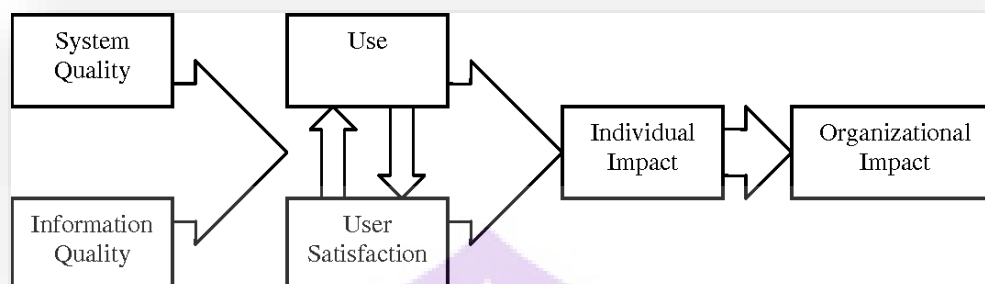 System
Quality
Use
Individual
Impact
Organizational
Impact
Information
Quality
User
Satisfaction